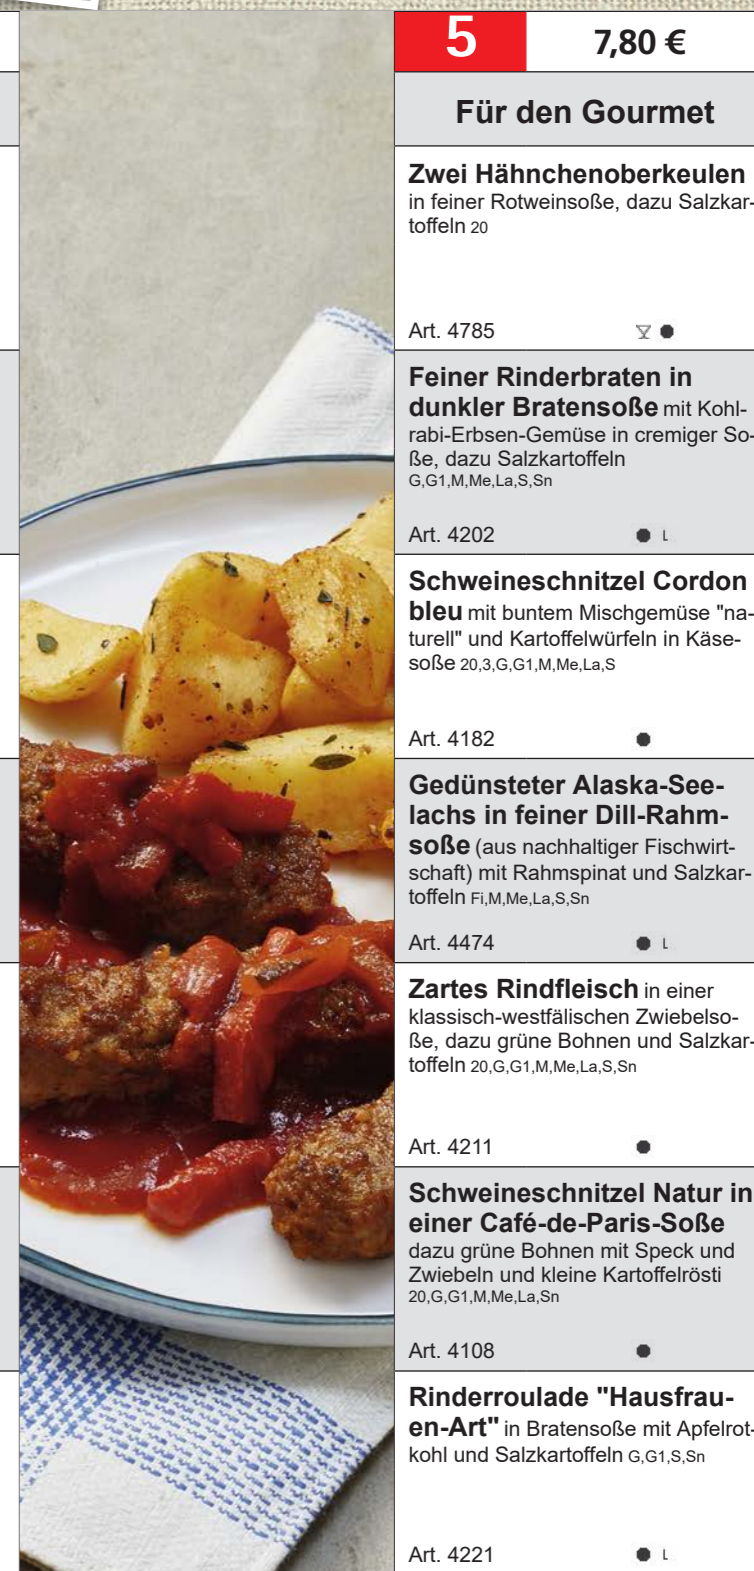 5
7,80 €
Für den Gourmet
Zwei Hähnchenoberkeulen
in feiner Rotweinsoße, dazu Salzkar-
toffeln 20
Art. 4785
Feiner Rinderbraten in
dunkler Bratensoße mit Kohl-
rabi-Erbsen-Gemüse in cremiger So-
ße, dazu Salzkartoffeln
G,G1,M,Me,La,S,Sn
Art. 4202 L
Schweineschnitzel Cordon
bleu mit buntem Mischgemüse "na-
turell" und Kartoffelwürfeln in Käse-
soße 20,3,G,G1,M,Me,La,S
Art. 4182
Gedünsteter Alaska-See-
lachs in feiner Dill-Rahm-
soße (aus nachhaltiger Fischwirt-
schaft) mit Rahmspinat und Salzkar-
toffeln Fi,M,Me,La,S,Sn
Art. 4474 L
Zartes Rindfleisch in einer
klassisch-westfälischen Zwiebelso-
ße, dazu grüne Bohnen und Salzkar-
toffeln 20,G,G1,M,Me,La,S,Sn
Art. 4211
Schweineschnitzel Natur in
einer Café-de-Paris-Soße
dazu grüne Bohnen mit Speck und
Zwiebeln und kleine Kartoffelrösti
20,G,G1,M,Me,La,Sn
Art. 4108
Rinderroulade "Hausfrau-
en-Art" in Bratensoße mit Apfelrot-
kohl und Salzkartoffeln G,G1,S,Sn
Art. 4221 L